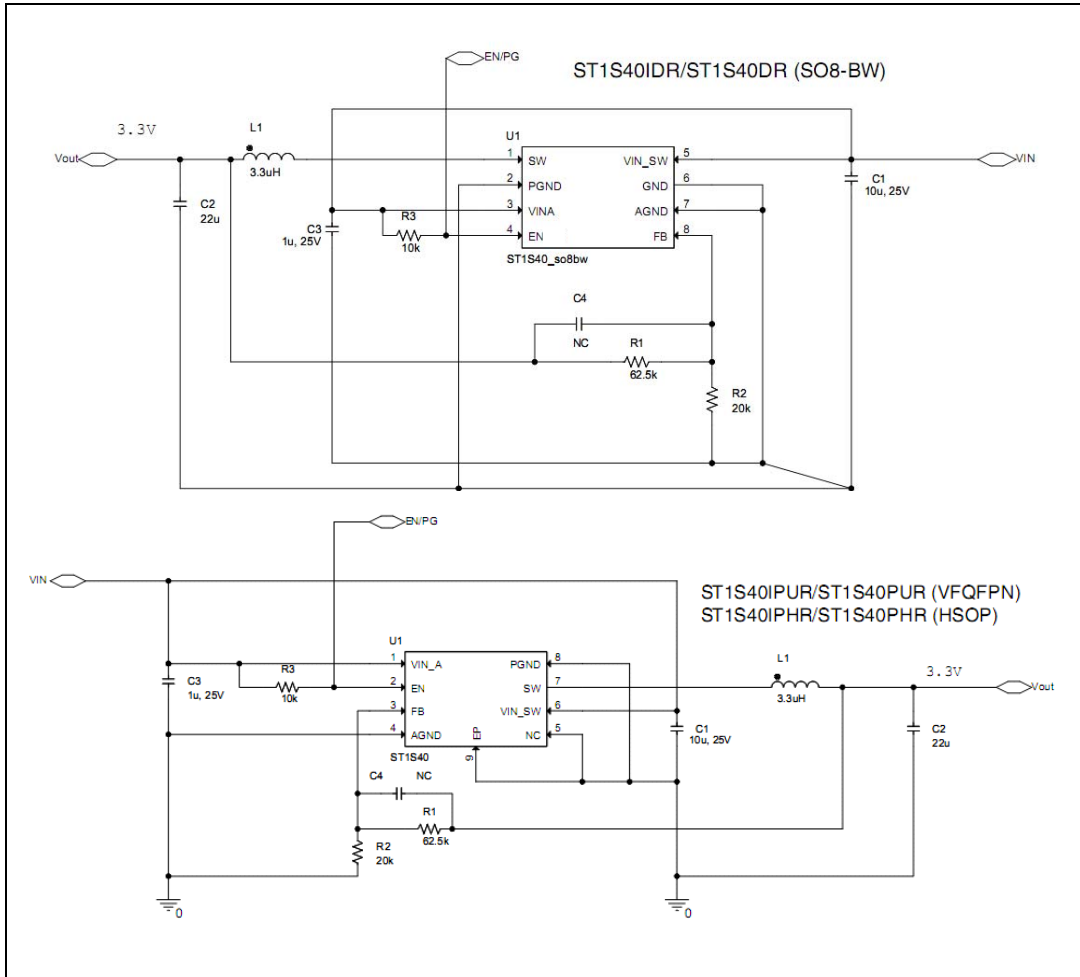 EN/PG
ST1S40IDR/ST1S40DR (SO8-BW)
3.3V
L1
U1
Vout
3.3uH
1
SW
VIN_SW
5
VIN
2
PGND
GND
6
C1
10u, 25V
C2
22u
3
VINA
AGND
7
R3
C3
1u, 25V
10k
4
EN
FB
8
ST1S40_so8bw
C4
NC
R1
62.5k
R2
20k
EN/PG
VIN
ST1S40IPUR/ST1S40PUR (VFQFPN)
ST1S40IPHR/ST1S40PHR (HSOP)
U1
1
VIN_A
PGND
8
L1
R3
C3
1u, 25V
10k
2
EN
SW
7
3.3uH
3.3V
Vout
3
FB
VIN_SW
6
4
AGND
EP
NC
5
C1
10u, 25V
C2
22u
ST1S40
9
C4
NC
R1
62.5k
R2
20k
0
0